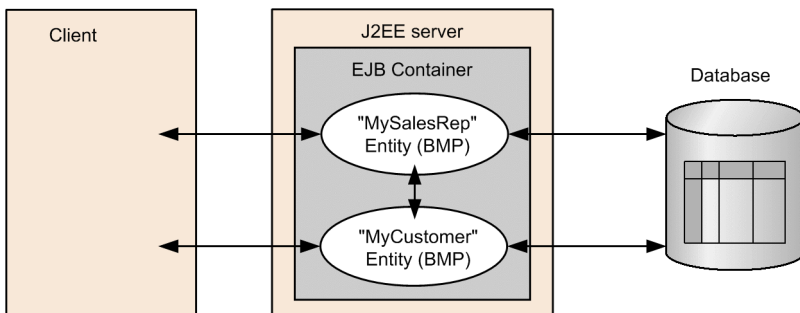 Client
J2EE server
EJB Container
Database
"MySalesRep"
Entity (BMP)
"MyCustomer"
Entity (BMP)